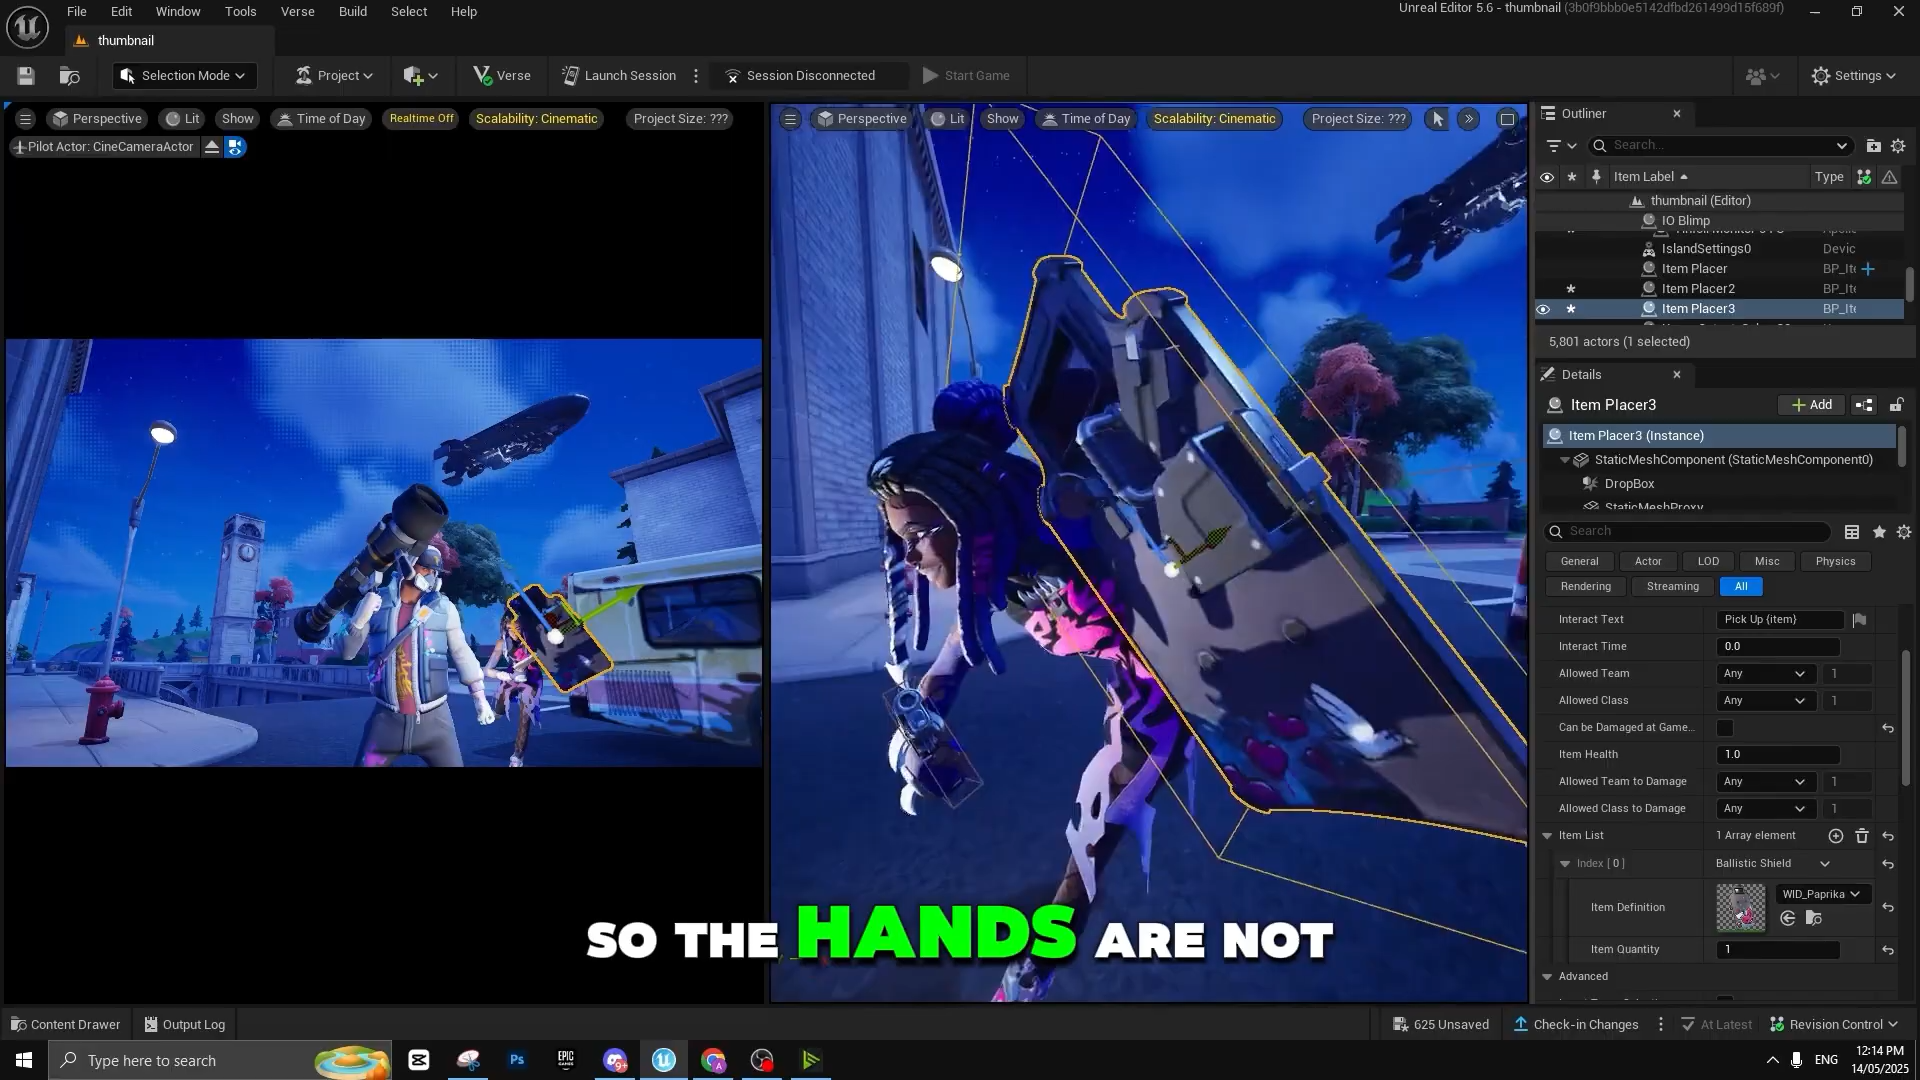 File Edit Window Tools Verse Build Select Help
Unreal Editor 5.6 - thumbnail (3b0f9bbb0e5142dfbd261499d15f689f)
thumbnail
Selection Mode
Project
Verse
Launch Session
Session Disconnected
Start Game
Settings
Perspective Lit Show Time of Day Realtime Off Scalability: Cinematic Project Size: ???
Pilot Actor: CineCameraActor
Perspective Lit Show Time of Day Scalability: Cinematic Project Size: ???
Outliner
Search...
Item Label Type
thumbnail (Editor)
IO Blimp
IslandSettings0 Devic
Item Placer BP_Ite
Item Placer2 BP_Ite
Item Placer3 BP_Ite
5,801 actors (1 selected)
Details
Item Placer3
Add
Item Placer3 (Instance)
StaticMeshComponent (StaticMeshComponent0)
DropBox
StaticMeshProxy
Search
General Actor LOD Misc Physics
Rendering Streaming All
Interact Text Pick Up {item}
Interact Time 0.0
Allowed Team Any 1
Allowed Class Any 1
Can be Damaged at Game...
Item Health 1.0
Allowed Team to Damage Any 1
Allowed Class to Damage Any 1
Item List 1 Array element
Index [ 0 ] Ballistic Shield
Item Definition WID_Paprika
Item Quantity 1
Advanced
SO THE HANDS ARE NOT
Content Drawer
Output Log
625 Unsaved
Check-in Changes
At Latest
Revision Control
Type here to search
Ps
EPIC GAMES
9+
ENG
12:14 PM
14/05/2025